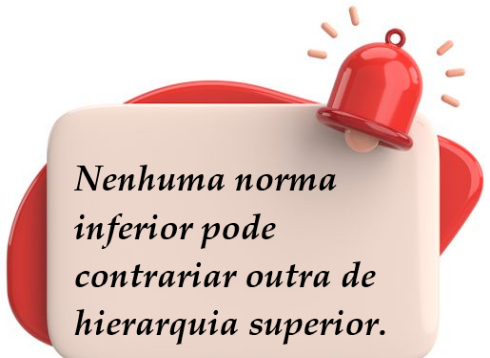 Nenhuma norma
inferior pode
contrariar outra de
hierarquia superior.